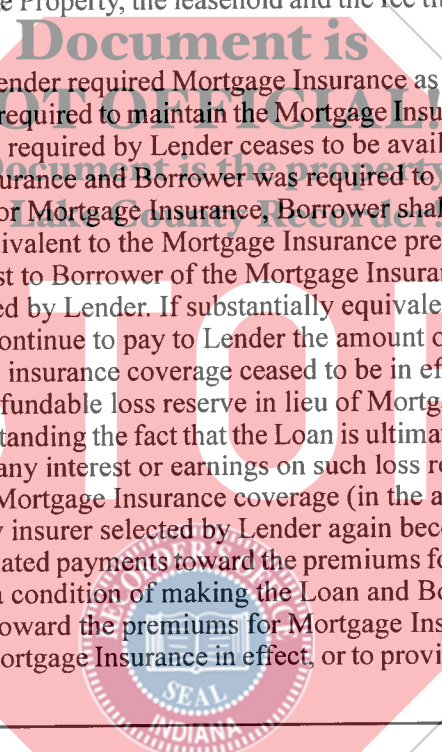 e Property, the leasehold and the fee tit
Document is
ender required Mortgage Insurance as
OT OFFICIAL!
required to maintain the Mortgage Insu
required by Lender ceases to be avail
ocument is the property
urance and Borrower was required to
or Mortgage Insurance, Borrower shal
Lake County Recorder!
ivalent to the Mortgage Insurance pre
st to Borrower of the Mortgage Insuran
ed by Lender. If substantially equivale
ontinue to pay to Lender the amount o
insurance coverage ceased to be in ef
STOP
fundable loss reserve in lieu of Mortg
tanding the fact that the Loan is ultima
any interest or earnings on such loss re
Mortgage Insurance coverage (in the a
y insurer selected by Lender again bec
ated payments toward the premiums fo
a condition of making the Loan and Bo
oward the premiums for Mortgage Ins
ortgage Insurance in effect, or to provi
RECORDER'S
SEAL
INDIANA